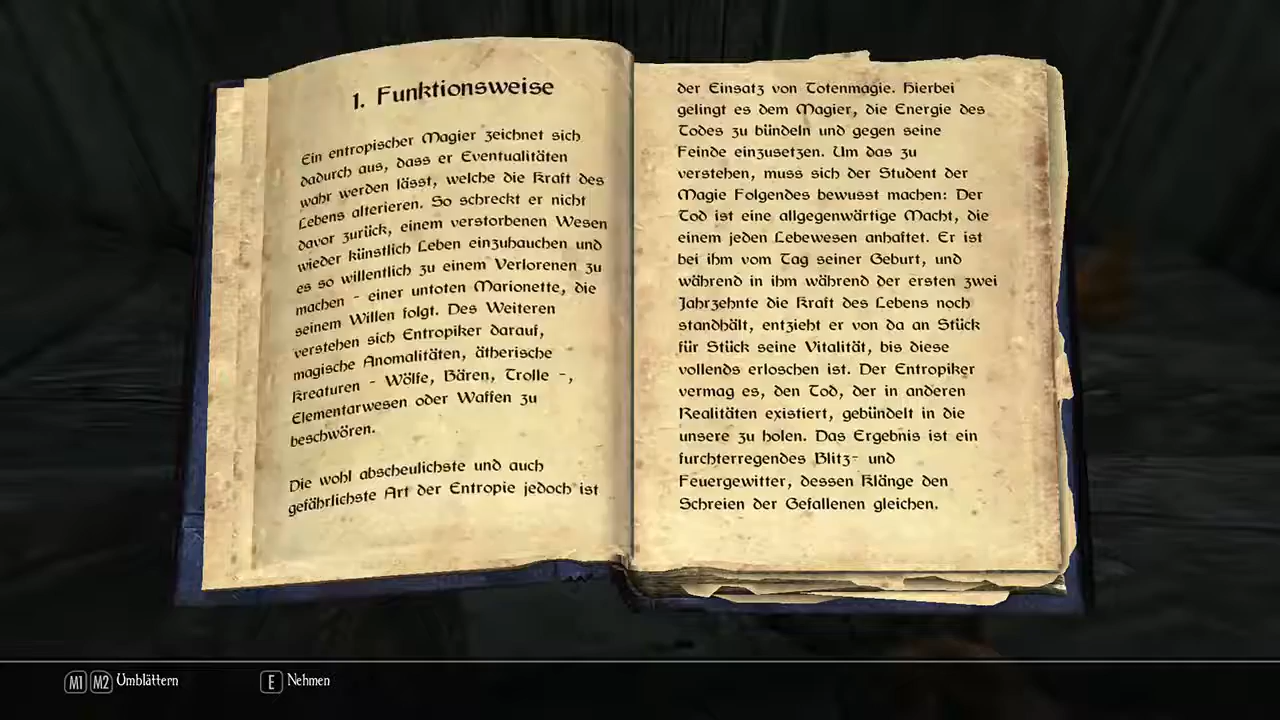 1. Funktionsweise
Ein entropischer Magier zeichnet sich
dadurch aus, dass er Eventualitäten
wahr werden lässt, welche die Kraft des
Lebens alterieren. So schreckt er nicht
davor zurück, einem verstorbenen Wesen
wieder künstlich Leben einzuhauchen und
es so willentlich zu einem Verlorenen zu
machen - einer untoten Marionette, die
seinem Willen folgt. Des Weiteren
verstehen sich Entropiker darauf,
magische Anomalitäten, ätherische
Kreaturen - Wölfe, Bären, Trolle -,
Elementarwesen oder Waffen zu
beschwören.
Die wohl abscheulichste und auch
gefährlichste Art der Entropie jedoch ist
der Einsatz von Totenmagie. Hierbei
gelingt es dem Magier, die Energie des
Todes zu bündeln und gegen seine
Feinde einzusetzen. Um das zu
verstehen, muss sich der Student der
Magie Folgendes bewusst machen: Der
Tod ist eine allgegenwärtige Macht, die
einem jeden Lebewesen anhaftet. Er ist
bei ihm vom Tag seiner Geburt, und
während in ihm während der ersten zwei
Jahrzehnte die Kraft des Lebens noch
standhält, entzieht er von da an Stück
für Stück seine Vitalität, bis diese
vollends erloschen ist. Der Entropiker
vermag es, den Tod, der in anderen
Realitäten existiert, gebündelt in die
unsere zu holen. Das Ergebnis ist ein
furchterregendes Blitz- und
Feuergewitter, dessen Klänge den
Schreien der Gefallenen gleichen.
M1 M2 Umblättern
E Nehmen